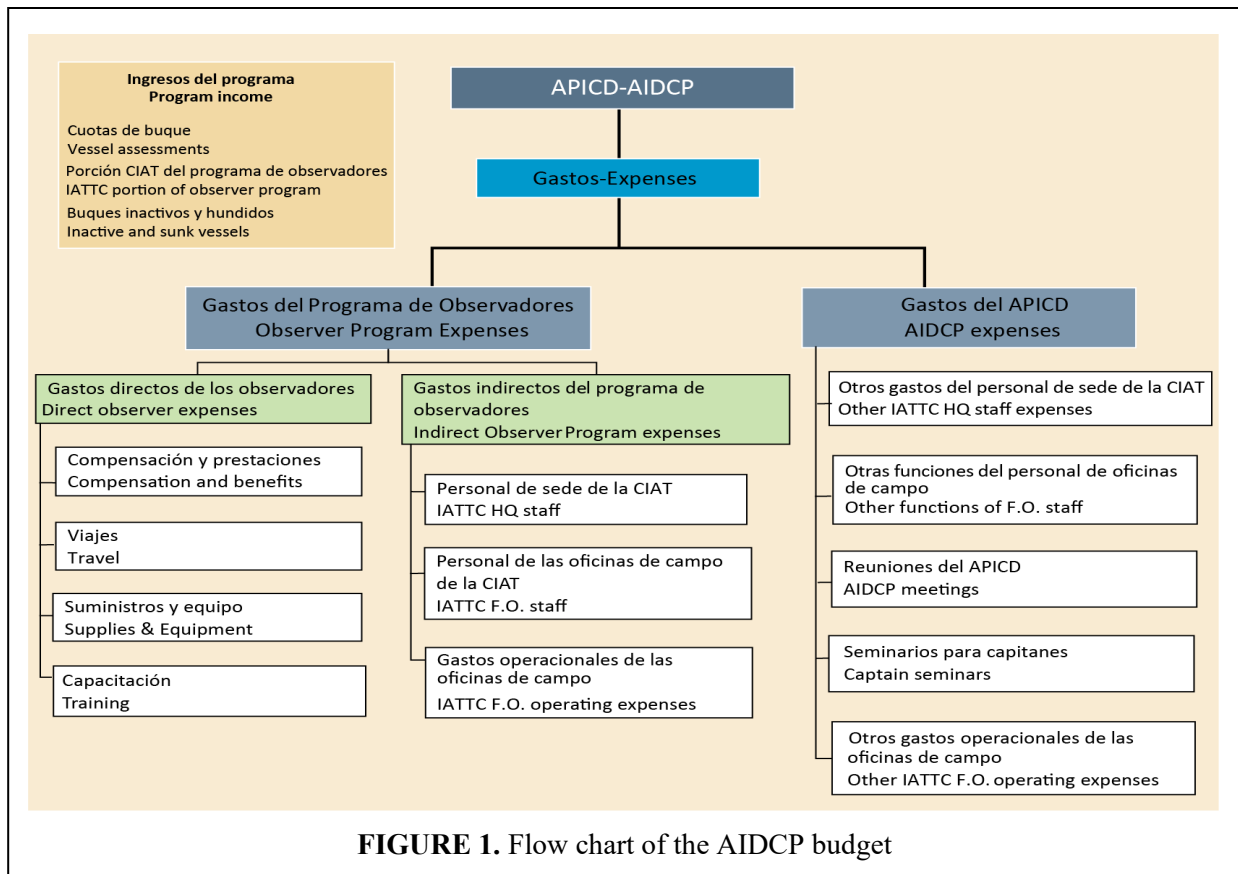 Ingresos del programa
Program income
Cuotas de buque
Vessel assessments
Porción CIAT del programa de observadores
IATTC portion of observer program
Buques inactivos y hundidos
Inactive and sunk vessels
APICD-AIDCP
Gastos-Expenses
Gastos del Programa de Observadores
Observer Program Expenses
Gastos del APICD
AIDCP expenses
Gastos directos de los observadores
Direct observer expenses
Compensación y prestaciones
Compensation and benefits
Viajes
Travel
Suministros y equipo
Supplies & Equipment
Capacitación
Training
Gastos indirectos del programa de
observadores
Indirect Observer Program expenses
Personal de sede de la CIAT
IATTC HQ staff
Personal de las oficinas de campo
de la CIAT
IATTC F.O. staff
Gastos operacionales de las
oficinas de campo
IATTC F.O. operating expenses
Otros gastos del personal de sede de la CIAT
Other IATTC HQ staff expenses
Otras funciones del personal de oficinas
de campo
Other functions of F.O. staff
Reuniones del APICD
AIDCP meetings
Seminarios para capitanes
Captain seminars
Otros gastos operacionales de las
oficinas de campo
Other IATTC F.O. operating expenses
FIGURE 1. Flow chart of the AIDCP budget